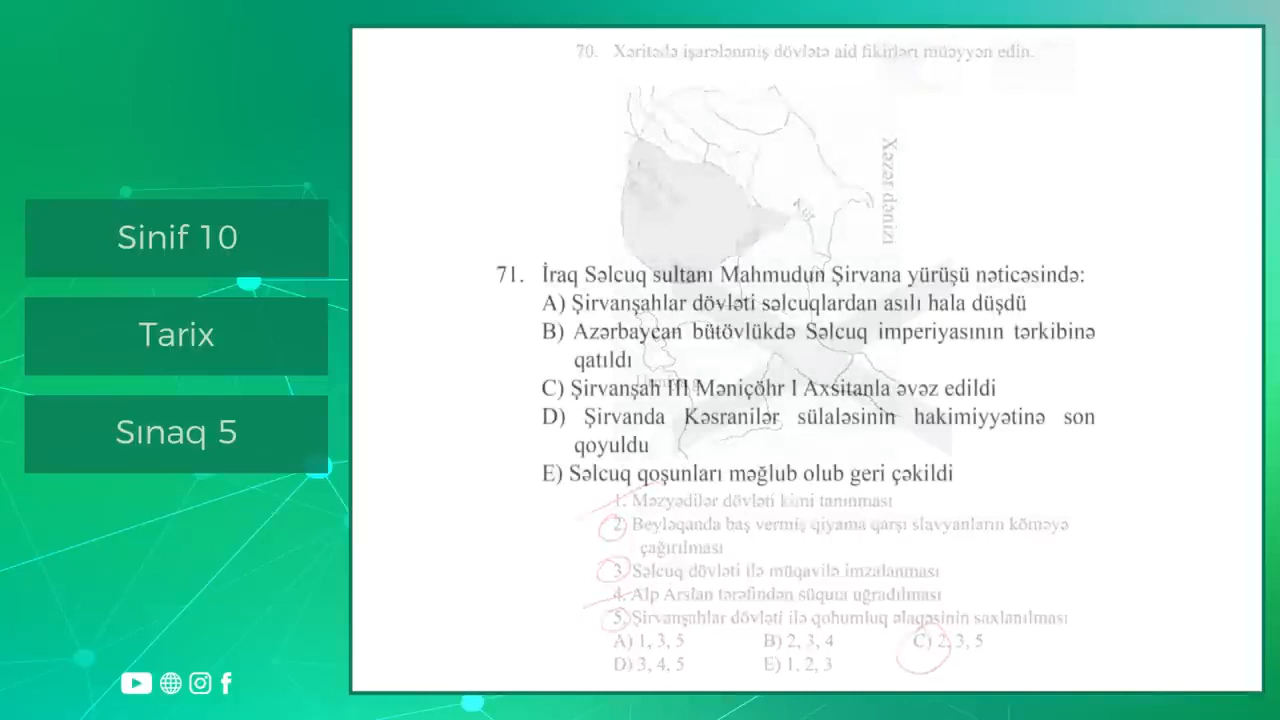 Sinif 10
Tarix
Sınaq 5
70. Xəritədə işarələnmiş dövlətə aid fikirləri müəyyən edin.
Xəzər dənizi
Kür
71. İraq Səlcuq sultanı Mahmudun Şirvana yürüşü nəticəsində:
A) Şirvanşahlar dövləti səlcuqlardan asılı hala düşdü
B) Azərbaycan bütövlükdə Səlcuq imperiyasının tərkibinə
qatıldı
C) Şirvanşah III Məniçöhr I Axsitanla əvəz edildi
D) Şirvanda Kəsranilər sülaləsinin hakimiyyətinə son
qoyuldu
E) Səlcuq qoşunları məğlub olub geri çəkildi
1. Məzyədilər dövləti kimi tanınması
2. Beyləqanda baş vermiş qiyama qarşı slavyanların köməyə
çağırılması
3. Səlcuq dövləti ilə müqavilə imzalanması
4. Alp Arslan tərəfindən süquta uğradılması
5. Şirvanşahlar dövləti ilə qohumluq əlaqəsinin saxlanılması
A) 1, 3, 5 B) 2, 3, 4 C) 2, 3, 5
D) 3, 4, 5 E) 1, 2, 3